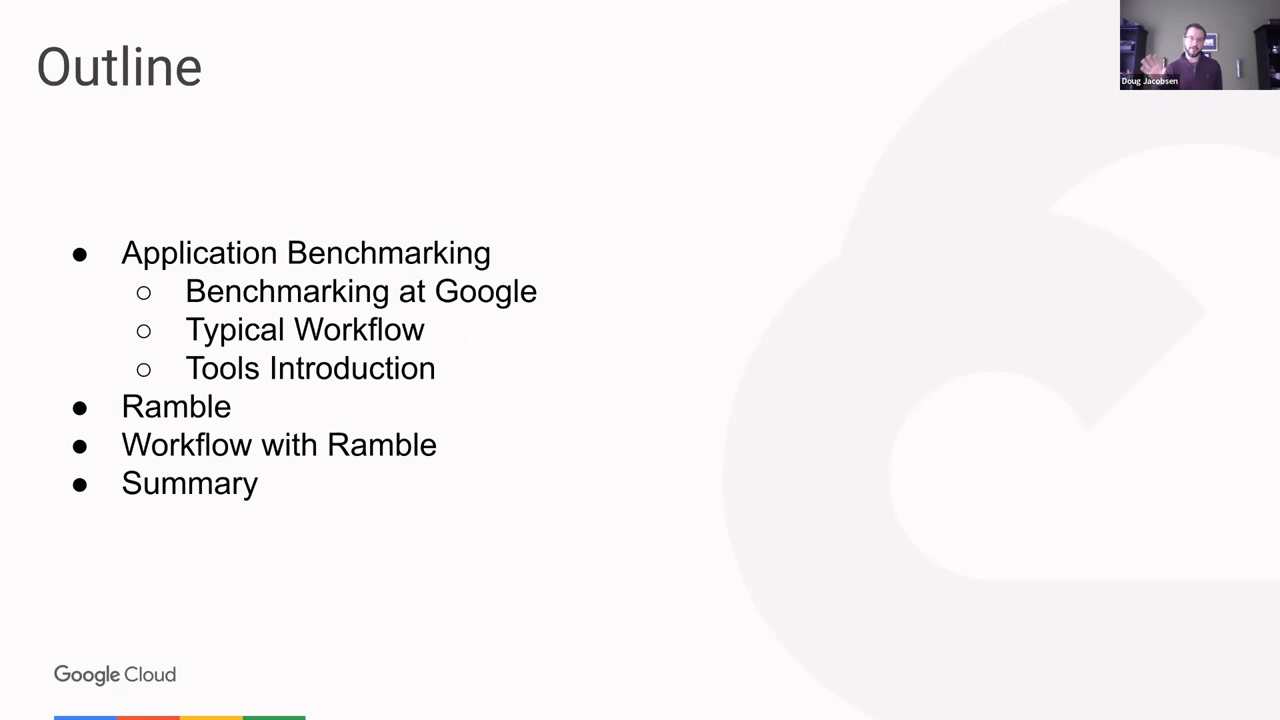 Outline
Doug Jacobsen
● Application Benchmarking
○ Benchmarking at Google
○ Typical Workflow
○ Tools Introduction
● Ramble
● Workflow with Ramble
● Summary
Google Cloud